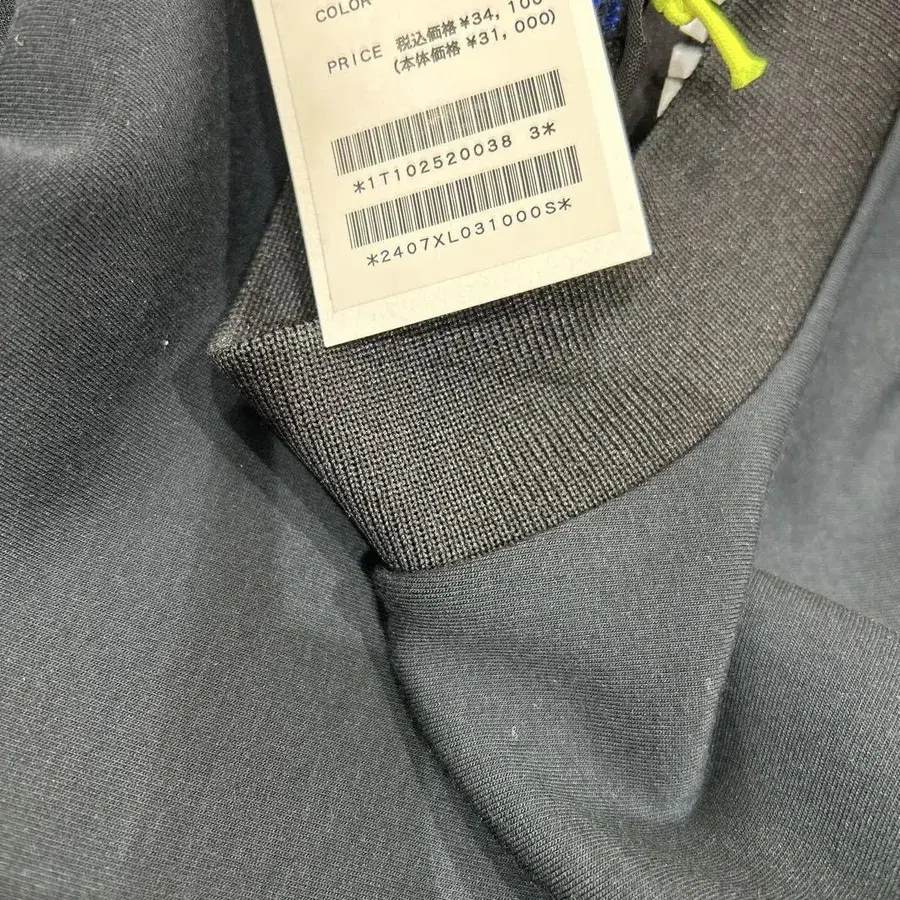 COLOR
PRICE 税込価格 ¥34,100
(本体価格 ¥31,000)
*1T102520038 3*
*2407XL031000S*